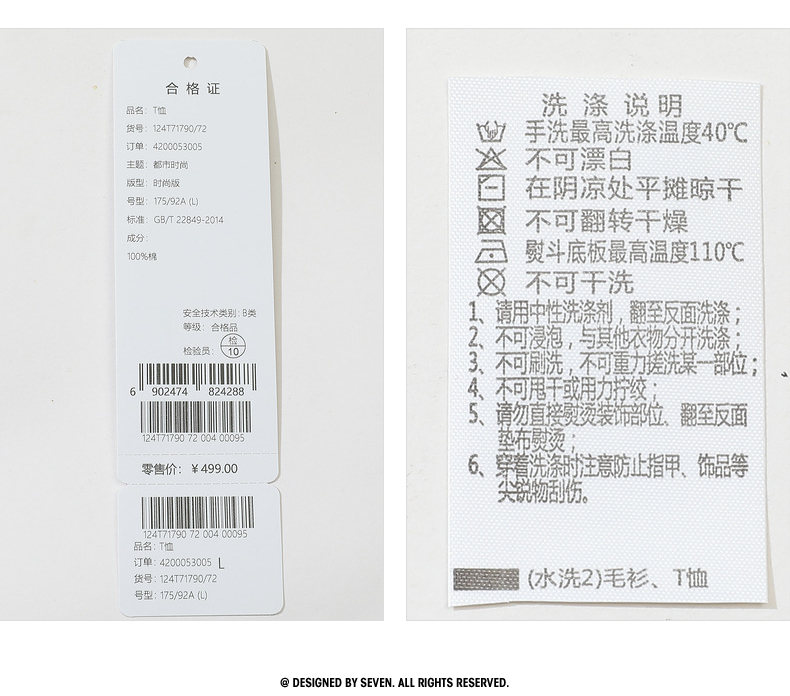 合格证
品名: T恤
货号: 124T71790/72
订单: 4200053005
主题: 都市时尚
版型: 时尚版
号型: 175/92A (L)
标准: GB/T 22849-2014
成分:
100%棉
安全技术类别: B类
等级: 合格品
检验员: 检 10
6 902474 824288
124T71790 72 004 00095
零售价: ¥499.00
124T71790 72 004 00095
品名: T恤
订单: 4200053005 L
货号: 124T71790/72
号型: 175/92A (L)
洗涤说明
手洗最高洗涤温度40℃
不可漂白
在阴凉处平摊晾干
不可翻转干燥
熨斗底板最高温度110℃
不可干洗
1、请用中性洗涤剂，翻至反面洗涤；
2、不可浸泡，与其他衣物分开洗涤；
3、不可刷洗，不可重力搓洗某一部位；
4、不可甩干或用力拧绞；
5、请勿直接熨烫装饰部位、翻至反面
垫布熨烫；
6、穿着洗涤时注意防止指甲、饰品等
尖锐物刮伤。
(水洗2)毛衫、T恤
@ DESIGNED BY SEVEN. ALL RIGHTS RESERVED.